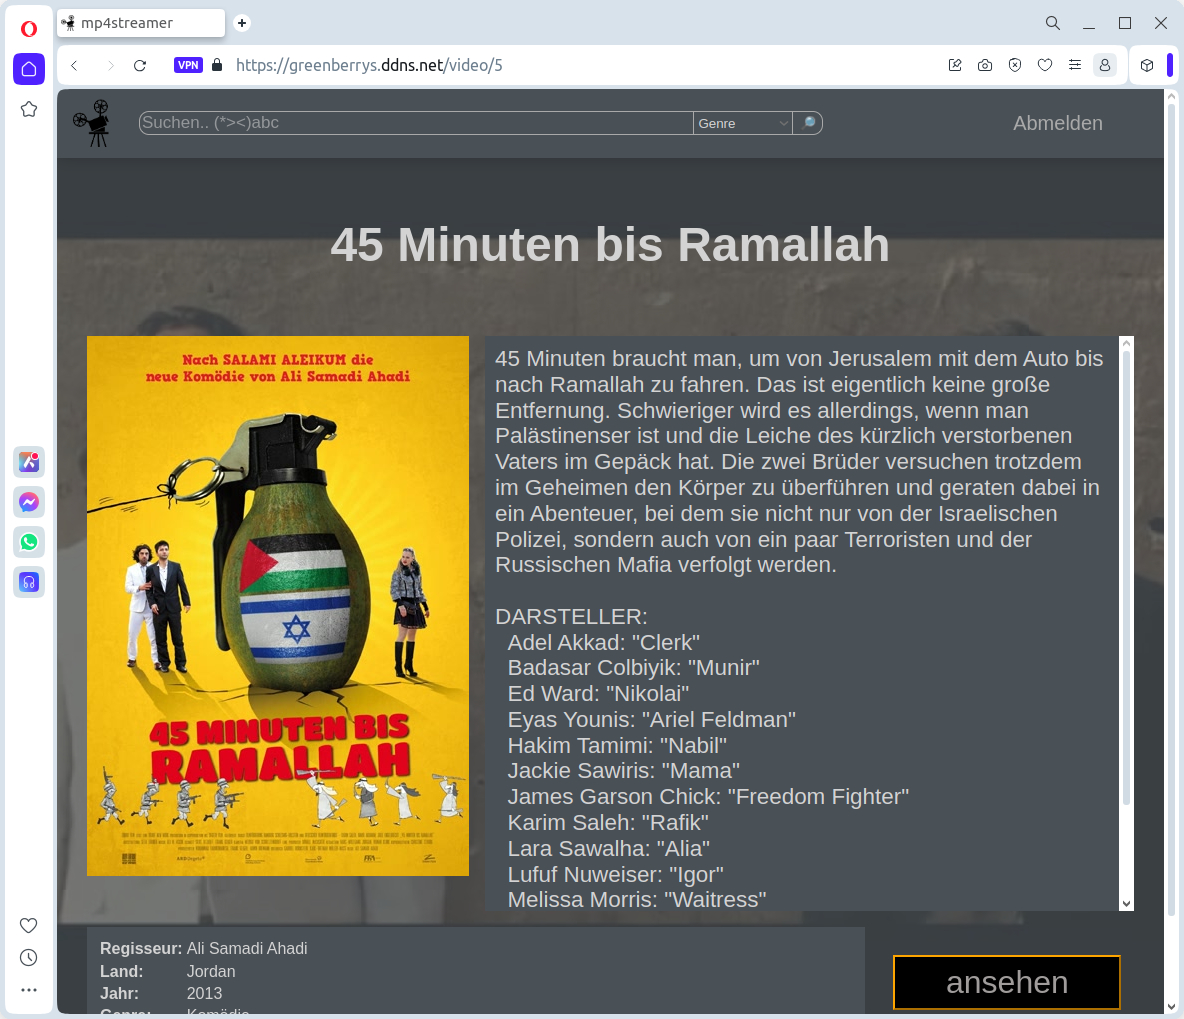 mp4streamer
VPN https://greenberrys.ddns.net/video/5
Suchen.. (*><)abc
Genre
Abmelden
45 Minuten bis Ramallah
Nach SALAMI ALEIKUM die
neue Komödie von Ali Samadi Ahadi
45 MINUTEN BIS
RAMALLAH
45 Minuten braucht man, um von Jerusalem mit dem Auto bis
nach Ramallah zu fahren. Das ist eigentlich keine große
Entfernung. Schwieriger wird es allerdings, wenn man
Palästinenser ist und die Leiche des kürzlich verstorbenen
Vaters im Gepäck hat. Die zwei Brüder versuchen trotzdem
im Geheimen den Körper zu überführen und geraten dabei in
ein Abenteuer, bei dem sie nicht nur von der Israelischen
Polizei, sondern auch von ein paar Terroristen und der
Russischen Mafia verfolgt werden.
DARSTELLER:
Adel Akkad: "Clerk"
Badasar Colbiyik: "Munir"
Ed Ward: "Nikolai"
Eyas Younis: "Ariel Feldman"
Hakim Tamimi: "Nabil"
Jackie Sawiris: "Mama"
James Garson Chick: "Freedom Fighter"
Karim Saleh: "Rafik"
Lara Sawalha: "Alia"
Lufuf Nuweiser: "Igor"
Melissa Morris: "Waitress"
Regisseur: Ali Samadi Ahadi
Land: Jordan
Jahr: 2013
Genre: Komödie
ansehen